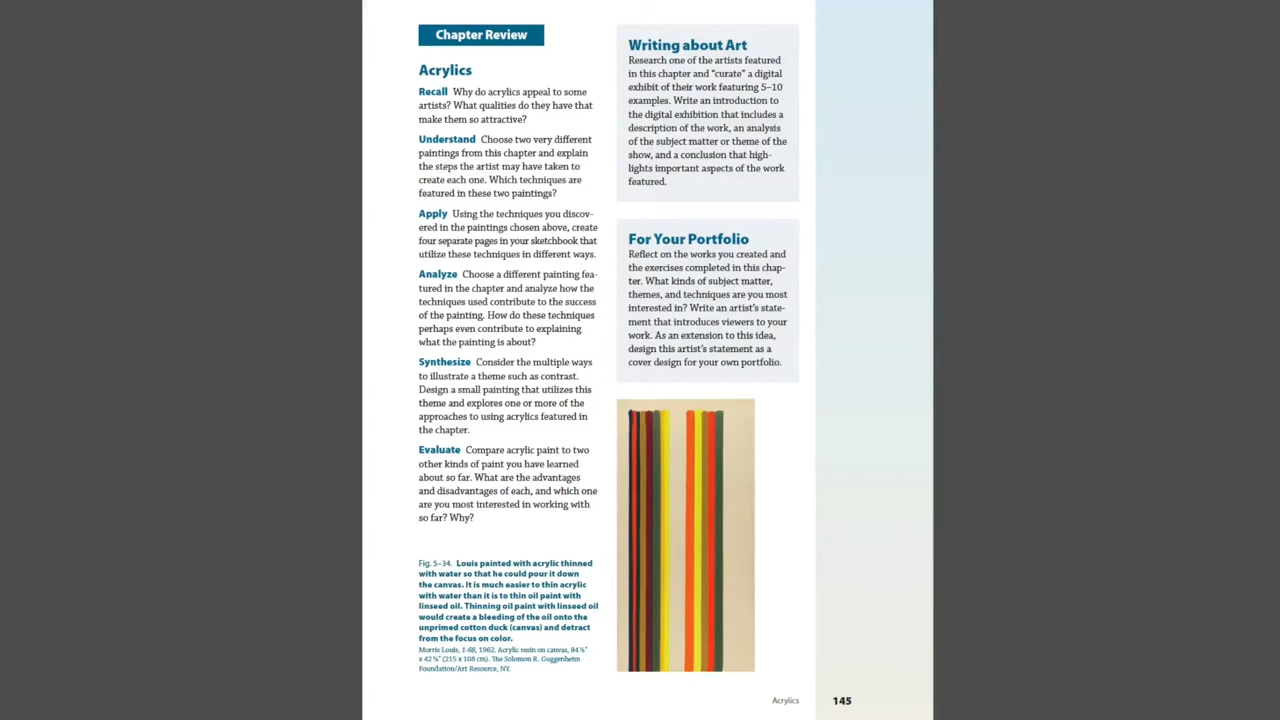 Chapter Review
Acrylics
Recall Why do acrylics appeal to some
artists? What qualities do they have that
make them so attractive?
Understand Choose two very different
paintings from this chapter and explain
the steps the artist may have taken to
create each one. Which techniques are
featured in these two paintings?
Apply Using the techniques you discov-
ered in the paintings chosen above, create
four separate pages in your sketchbook that
utilize these techniques in different ways.
Analyze Choose a different painting fea-
tured in the chapter and analyze how the
techniques used contribute to the success
of the painting. How do these techniques
perhaps even contribute to explaining
what the painting is about?
Synthesize Consider the multiple ways
to illustrate a theme such as contrast.
Design a small painting that utilizes this
theme and explores one or more of the
approaches to using acrylics featured in
the chapter.
Evaluate Compare acrylic paint to two
other kinds of paint you have learned
about so far. What are the advantages
and disadvantages of each, and which one
are you most interested in working with
so far? Why?
Fig. 5–34. Louis painted with acrylic thinned
with water so that he could pour it down
the canvas. It is much easier to thin acrylic
with water than it is to thin oil paint with
linseed oil. Thinning oil paint with linseed oil
would create a bleeding of the oil onto the
unprimed cotton duck (canvas) and detract
from the focus on color.
Morris Louis, 1-68, 1962. Acrylic resin on canvas, 84 ⅝"
x 42 ⅝" (215 x 108 cm). The Solomon R. Guggenheim
Foundation/Art Resource, NY.
Writing about Art
Research one of the artists featured
in this chapter and “curate” a digital
exhibit of their work featuring 5–10
examples. Write an introduction to
the digital exhibition that includes a
description of the work, an analysis
of the subject matter or theme of the
show, and a conclusion that high-
lights important aspects of the work
featured.
For Your Portfolio
Reflect on the works you created and
the exercises completed in this chap-
ter. What kinds of subject matter,
themes, and techniques are you most
interested in? Write an artist’s state-
ment that introduces viewers to your
work. As an extension to this idea,
design this artist’s statement as a
cover design for your own portfolio.
Acrylics 145